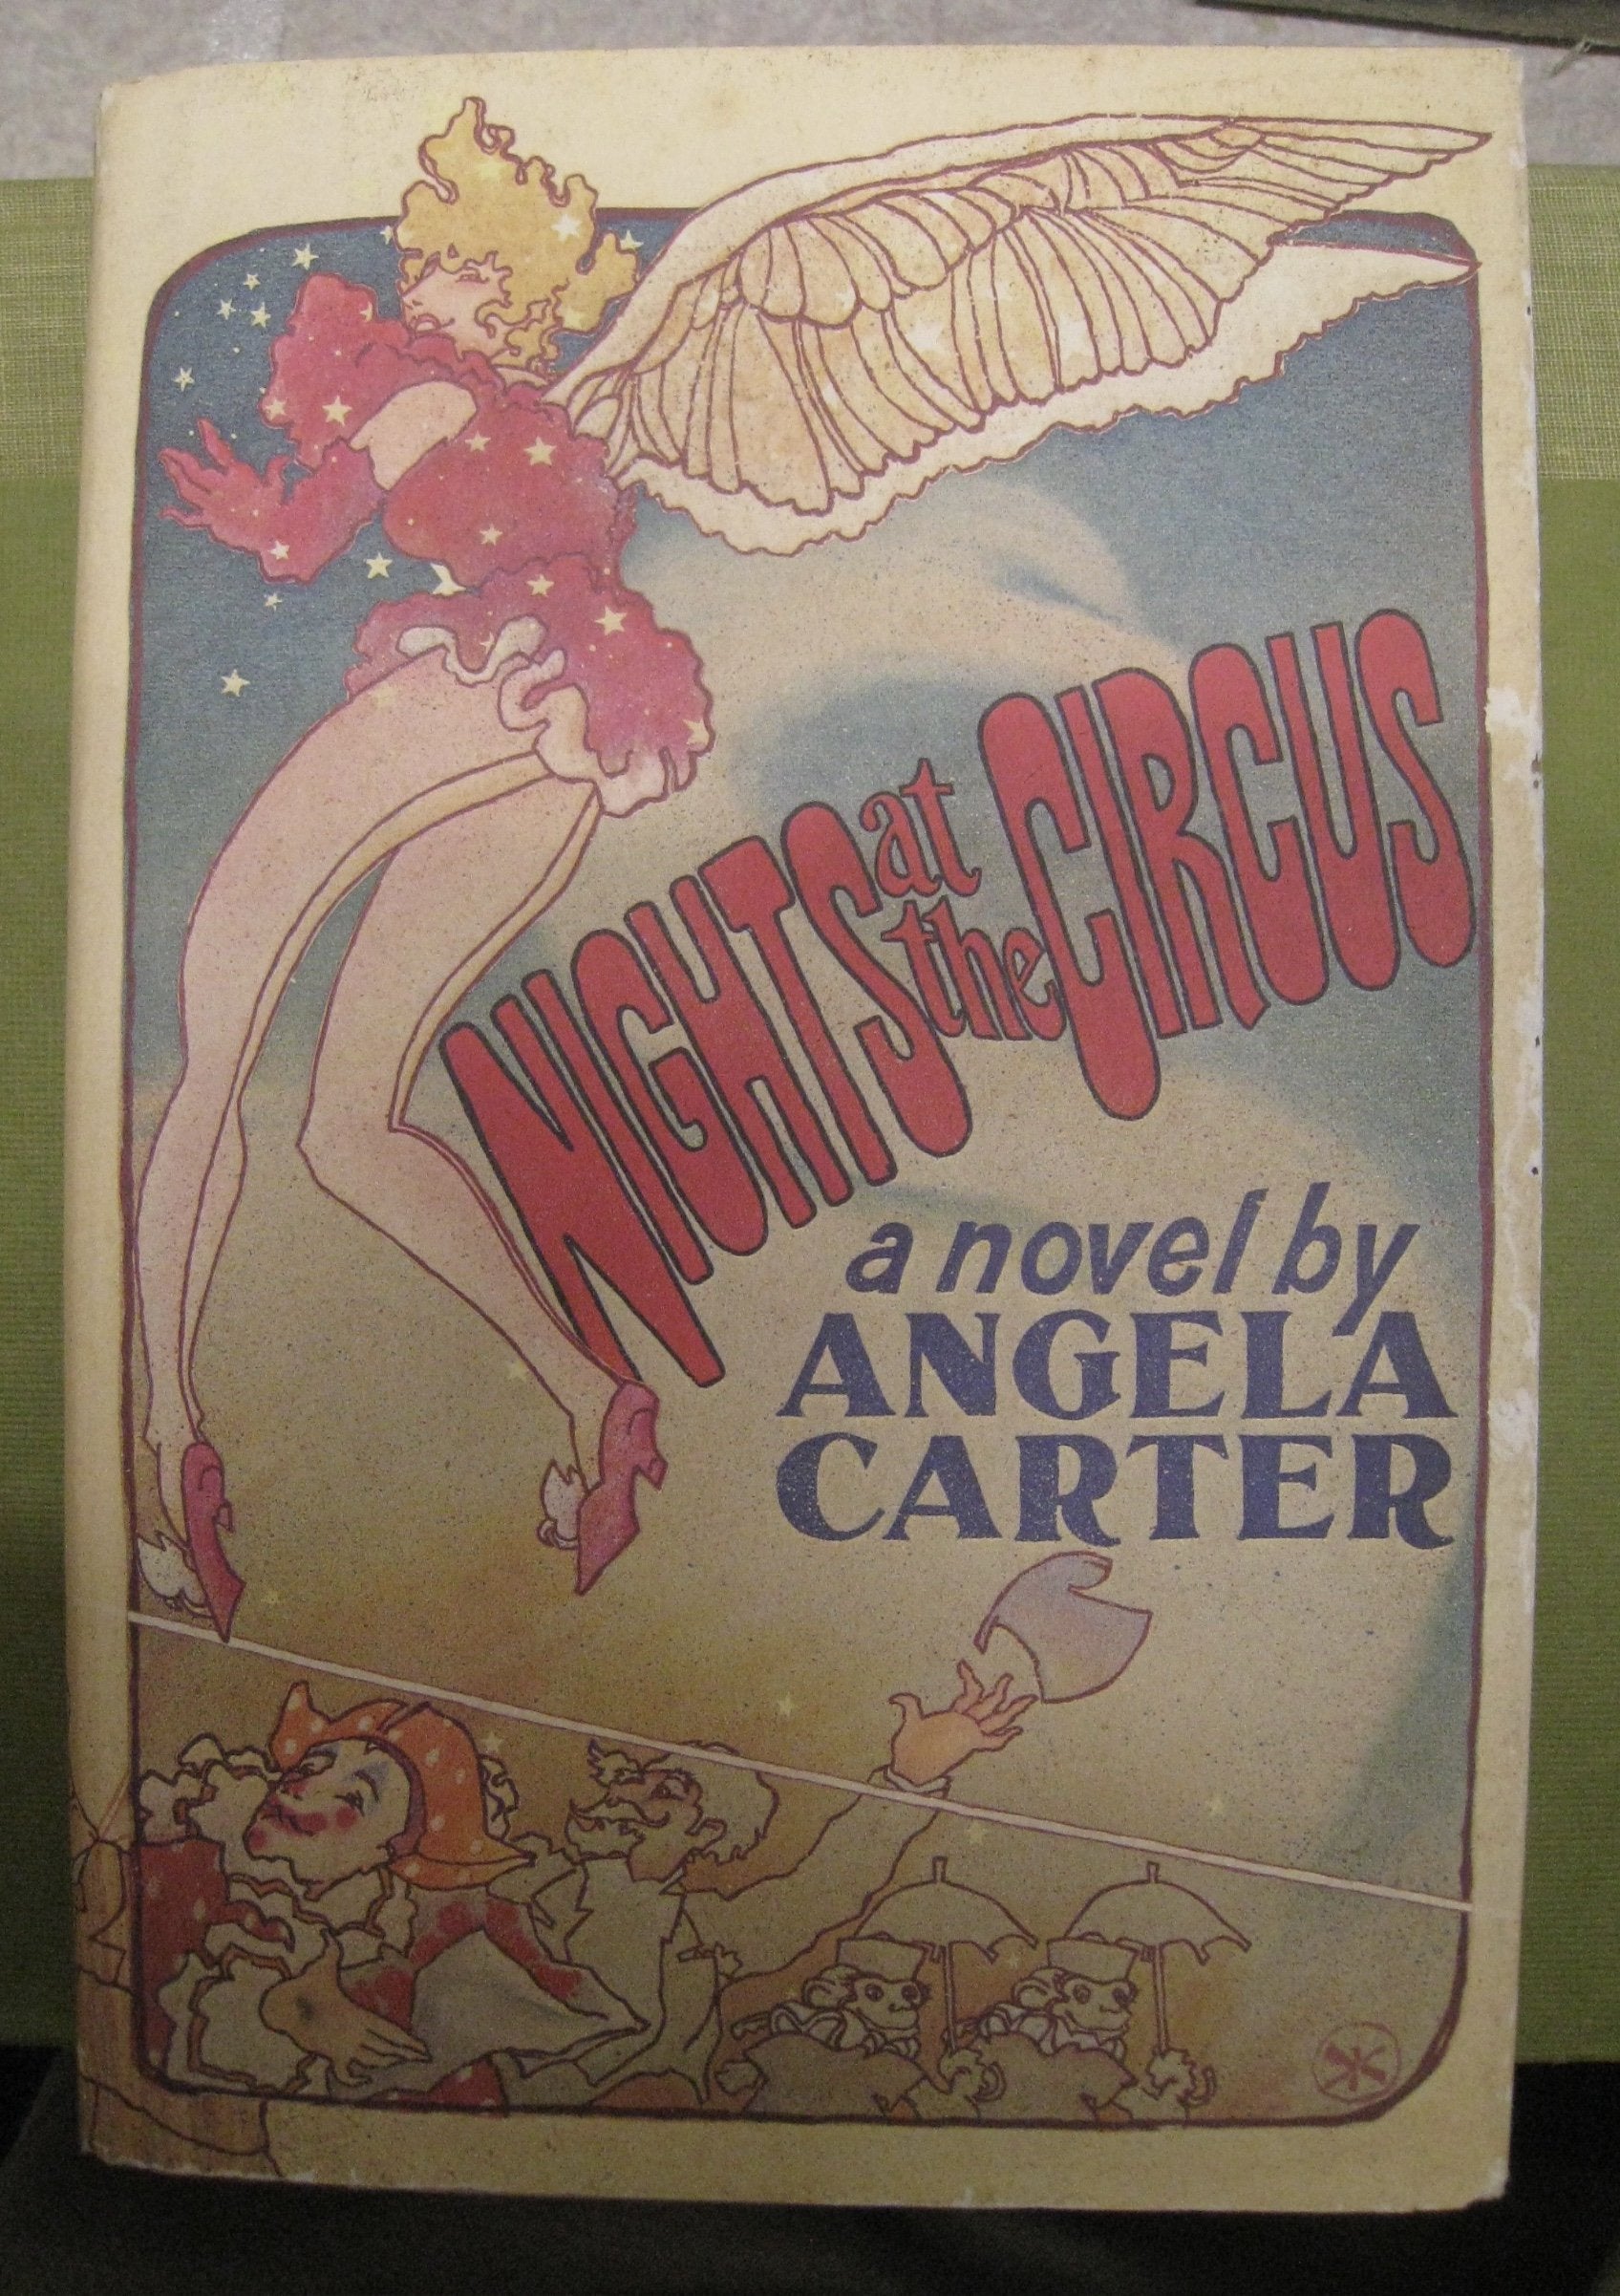 NIGHTS at the CIRCUS
a novel by
ANGELA
CARTER